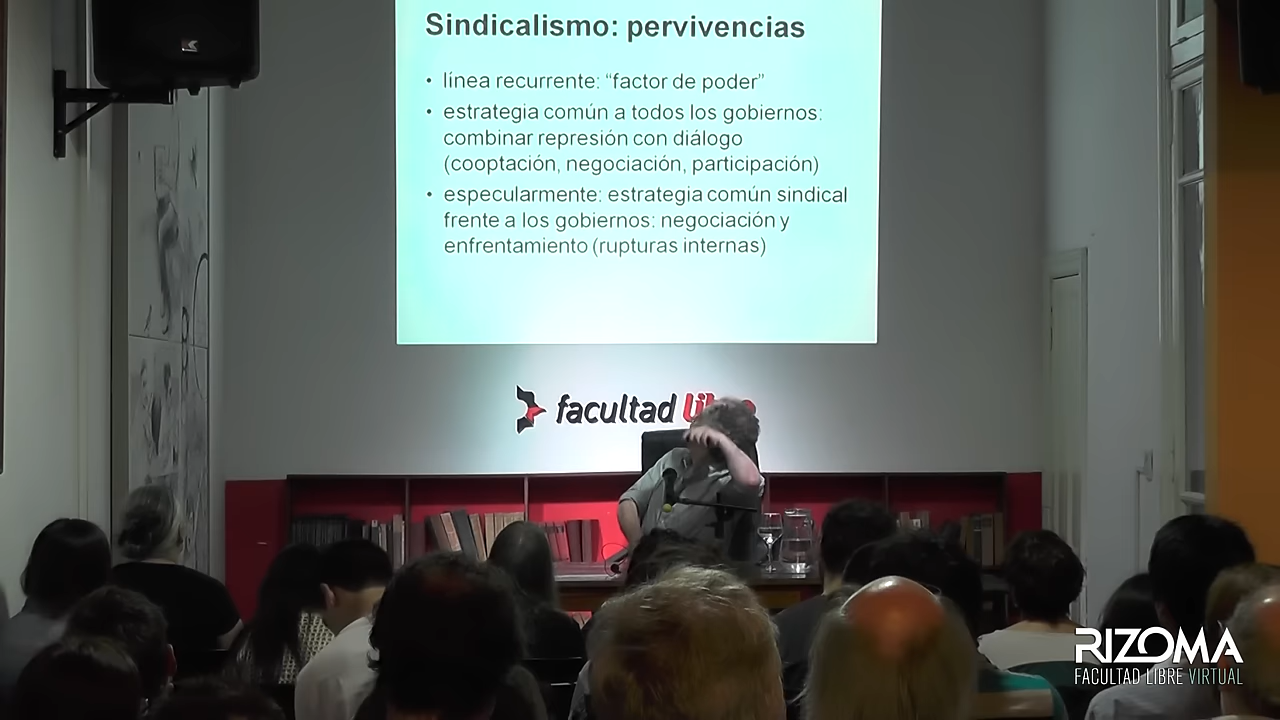 Sindicalismo: pervivencias
• línea recurrente: “factor de poder”
• estrategia común a todos los gobiernos:
combinar represión con diálogo
(cooptación, negociación, participación)
• especularmente: estrategia común sindical
frente a los gobiernos: negociación y
enfrentamiento (rupturas internas)
facultad
RIZOMA
FACULTAD LIBRE VIRTUAL